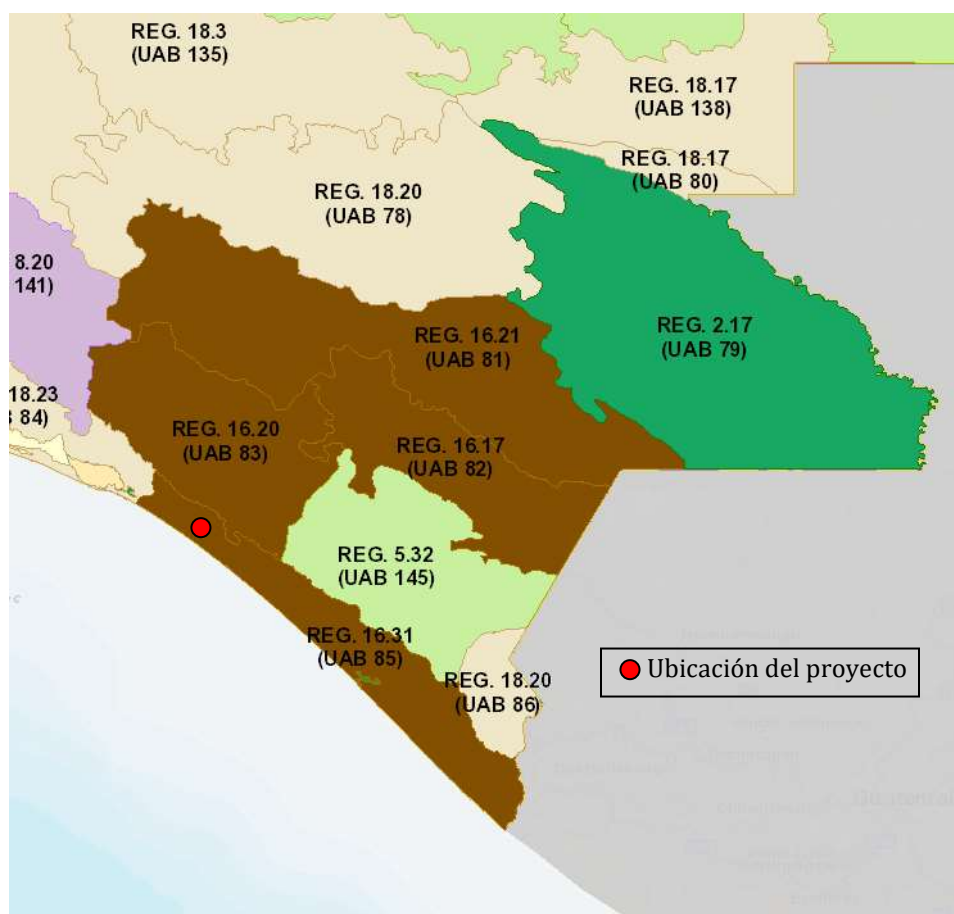 REG. 18.3
(UAB 135)
REG. 18.17
(UAB 138)
REG. 18.17
(UAB 80)
REG. 18.20
(UAB 78)
8.20
141)
REG. 16.21
(UAB 81)
REG. 2.17
(UAB 79)
18.23
84)
REG. 16.20
(UAB 83)
REG. 16.17
(UAB 82)
REG. 5.32
(UAB 145)
REG. 16.31
(UAB 85)
Ubicación del proyecto
REG. 18.20
(UAB 86)